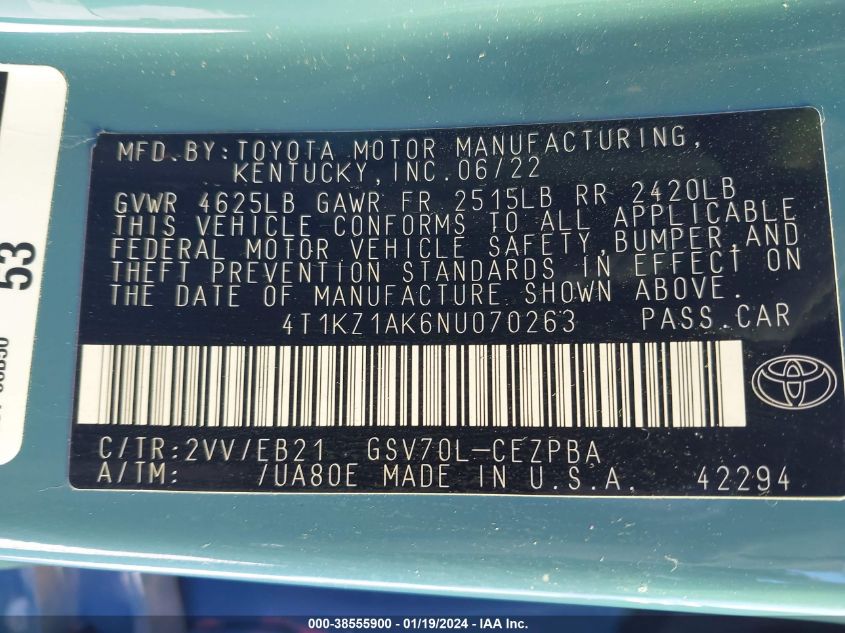 MFD.BY:TOYOTA MOTOR MANUFACTURING,
KENTUCKY,INC.06/22
GVWR 4625LB GAWR FR 2515LB RR 2420LB
THIS VEHICLE CONFORMS TO ALL APPLICABLE
FEDERAL MOTOR VEHICLE SAFETY,BUMPER,AND
THEFT PREVENTION STANDARDS IN EFFECT ON
THE DATE OF MANUFACTURE SHOWN ABOVE.
4T1KZ1AK6NU070263 PASS.CAR
C/TR:2VV/EB21 GSV70L-CEZPBA
A/TM: /UA80E MADE IN U.S.A. 42294
53
000-38555900 - 01/19/2024 - IAA Inc.